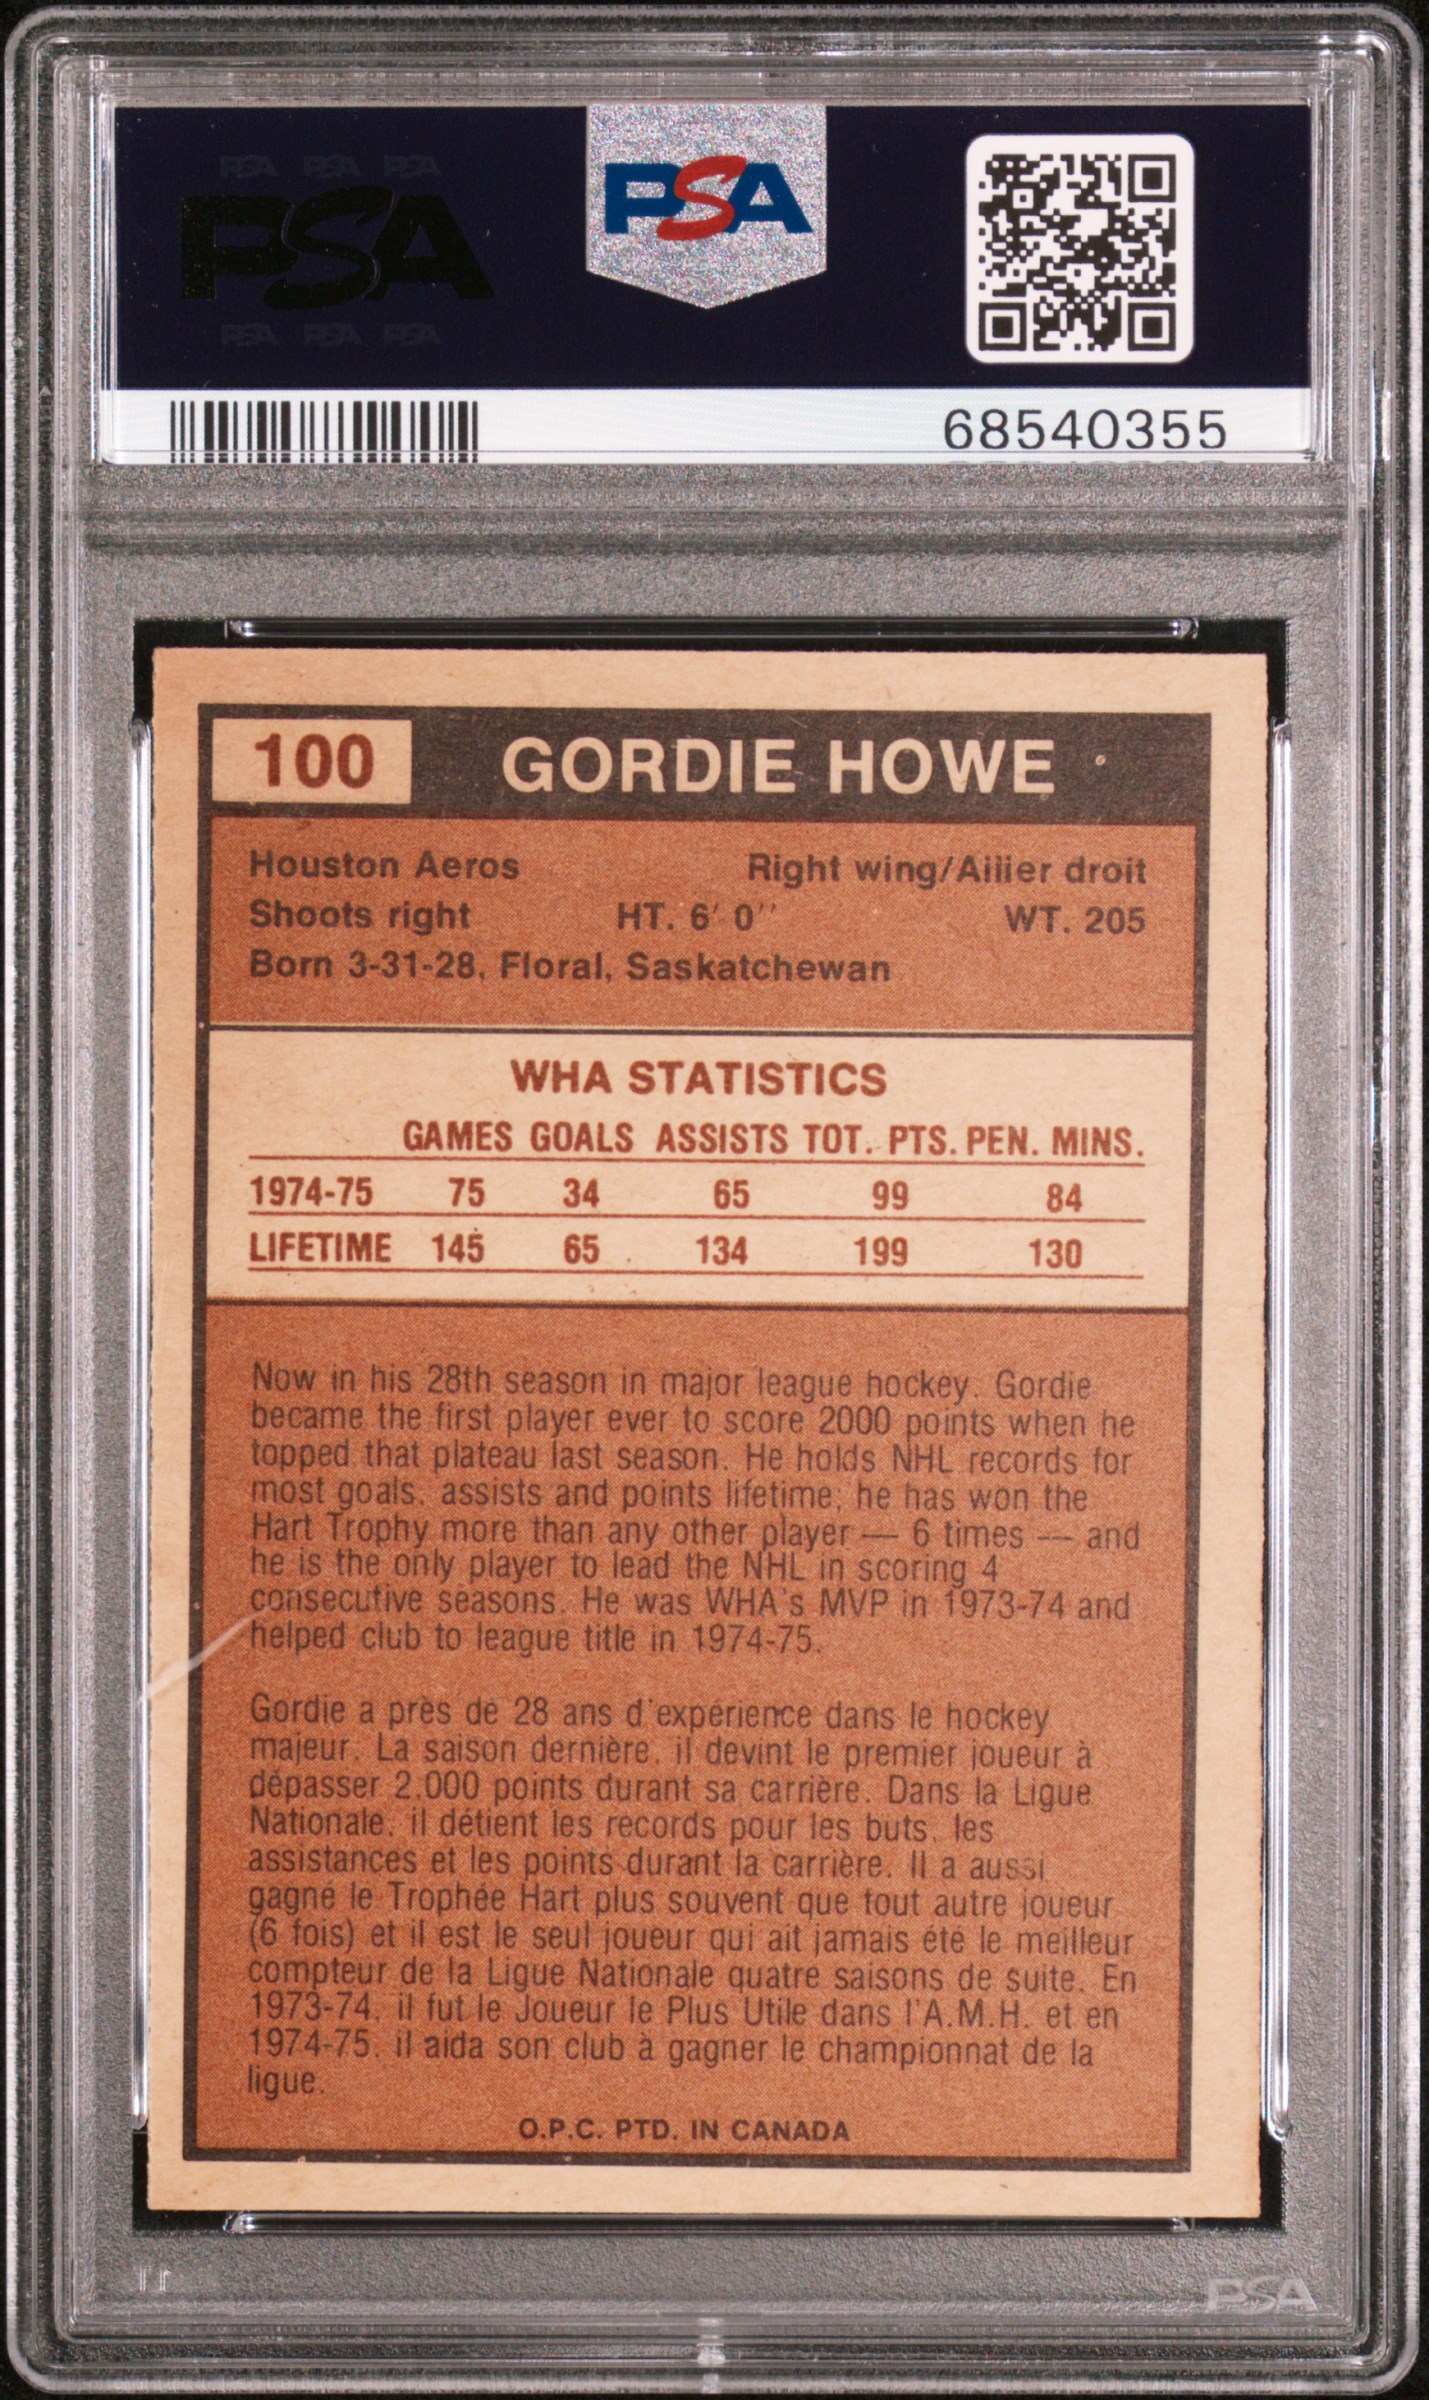 PSA PSA PSA
PSA
PSA PSA PSA
PSA
68540355
100 GORDIE HOWE
Houston Aeros Right wing/Ailier droit
Shoots right HT. 6' 0'' WT. 205
Born 3-31-28, Floral, Saskatchewan
WHA STATISTICS
GAMES GOALS ASSISTS TOT. PTS. PEN. MINS.
1974-75 75 34 65 99 84
LIFETIME 145 65 134 199 130
Now in his 28th season in major league hockey. Gordie
became the first player ever to score 2000 points when he
topped that plateau last season. He holds NHL records for
most goals, assists and points lifetime; he has won the
Hart Trophy more than any other player — 6 times — and
he is the only player to lead the NHL in scoring 4
consecutive seasons. He was WHA's MVP in 1973-74 and
helped club to league title in 1974-75.
Gordie a près de 28 ans d'expérience dans le hockey
majeur. La saison dernière, il devint le premier joueur à
dépasser 2,000 points durant sa carrière. Dans la Ligue
Nationale, il détient les records pour les buts, les
assistances et les points durant la carrière. Il a aussi
gagné le Trophée Hart plus souvent que tout autre joueur
(6 fois) et il est le seul joueur qui ait jamais été le meilleur
compteur de la Ligue Nationale quatre saisons de suite. En
1973-74, il fut le Joueur le Plus Utile dans l'A.M.H. et en
1974-75, il aida son club à gagner le championnat de la
ligue.
O.P.C. PTD. IN CANADA
PSA